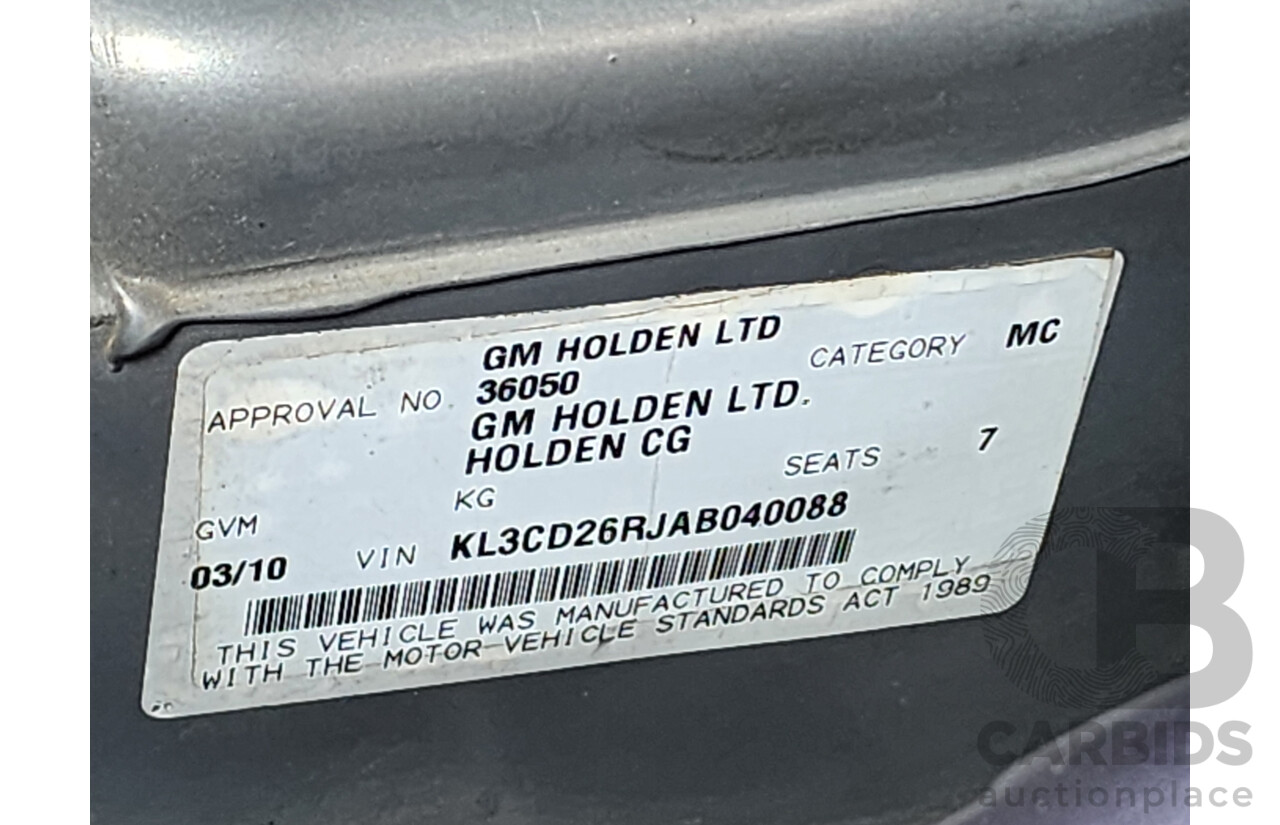 GM HOLDEN LTD
APPROVAL NO. 36050 CATEGORY MC
GM HOLDEN LTD.
HOLDEN CG
SEATS 7
GVM KG
03/10 VIN KL3CD26RJAB040088
THIS VEHICLE WAS MANUFACTURED TO COMPLY
WITH THE MOTOR VEHICLE STANDARDS ACT 1989
CB
CARBIDS
auctionplace